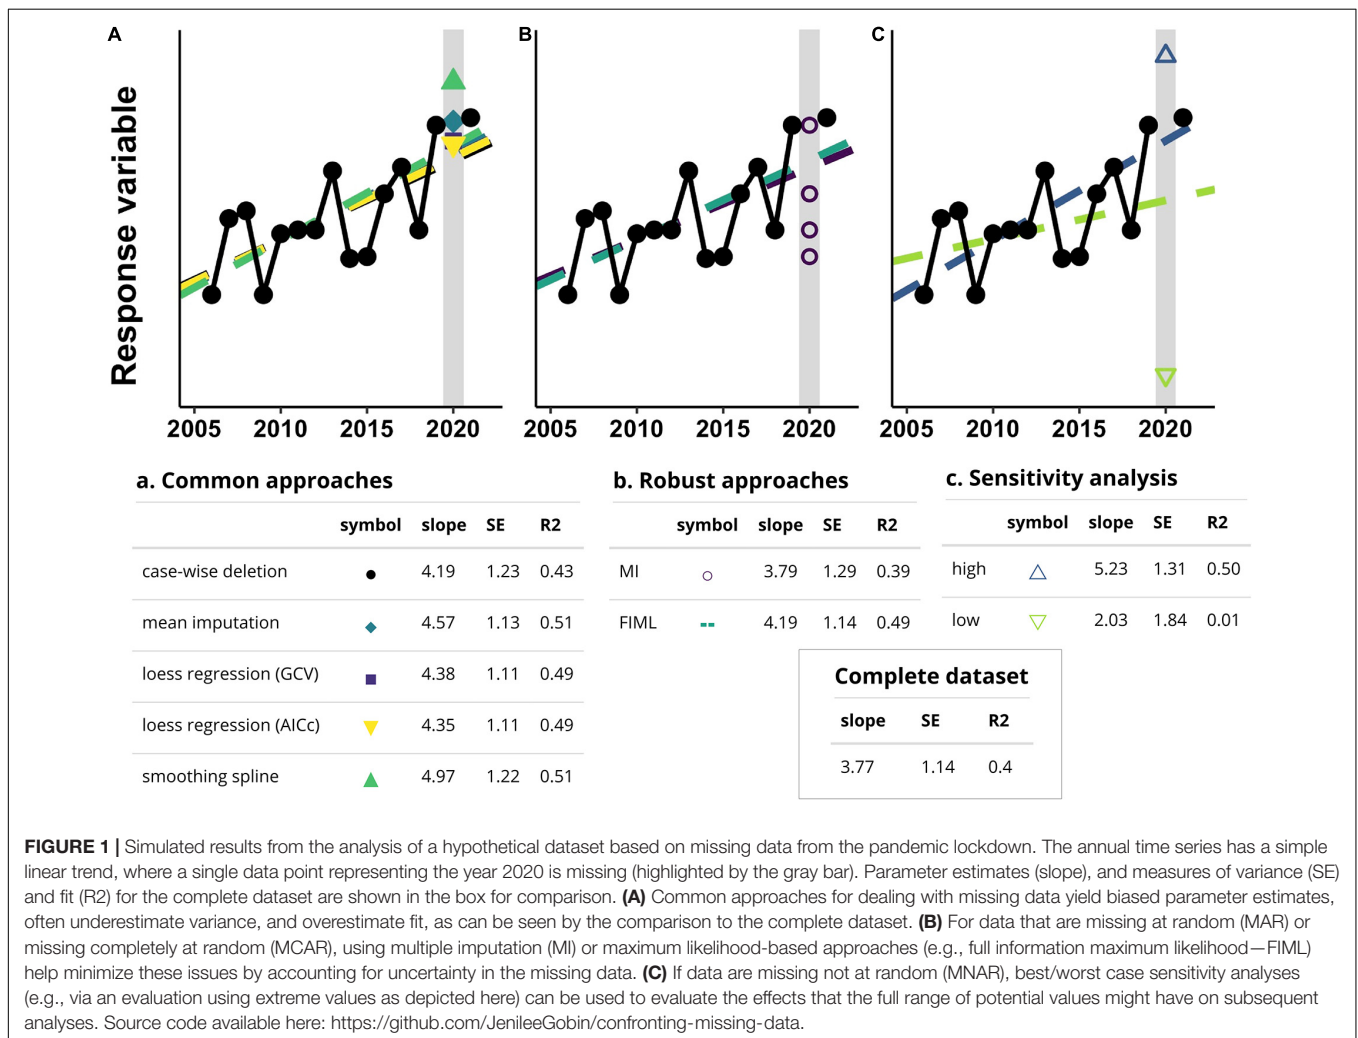 A
B
C
Response variable
2005 2010 2015 2020
2005 2010 2015 2020
2005 2010 2015 2020
a. Common approaches
symbol slope SE R2
case-wise deletion 4.19 1.23 0.43
mean imputation 4.57 1.13 0.51
loess regression (GCV) 4.38 1.11 0.49
loess regression (AICc) 4.35 1.11 0.49
smoothing spline 4.97 1.22 0.51
b. Robust approaches
symbol slope SE R2
MI 3.79 1.29 0.39
FIML 4.19 1.14 0.49
c. Sensitivity analysis
symbol slope SE R2
high 5.23 1.31 0.50
low 2.03 1.84 0.01
Complete dataset
slope SE R2
3.77 1.14 0.4
FIGURE 1 | Simulated results from the analysis of a hypothetical dataset based on missing data from the pandemic lockdown. The annual time series has a simple
linear trend, where a single data point representing the year 2020 is missing (highlighted by the gray bar). Parameter estimates (slope), and measures of variance (SE)
and fit (R2) for the complete dataset are shown in the box for comparison. (A) Common approaches for dealing with missing data yield biased parameter estimates,
often underestimate variance, and overestimate fit, as can be seen by the comparison to the complete dataset. (B) For data that are missing at random (MAR) or
missing completely at random (MCAR), using multiple imputation (MI) or maximum likelihood-based approaches (e.g., full information maximum likelihood—FIML)
help minimize these issues by accounting for uncertainty in the missing data. (C) If data are missing not at random (MNAR), best/worst case sensitivity analyses
(e.g., via an evaluation using extreme values as depicted here) can be used to evaluate the effects that the full range of potential values might have on subsequent
analyses. Source code available here: https://github.com/JenileeGobin/confronting-missing-data.